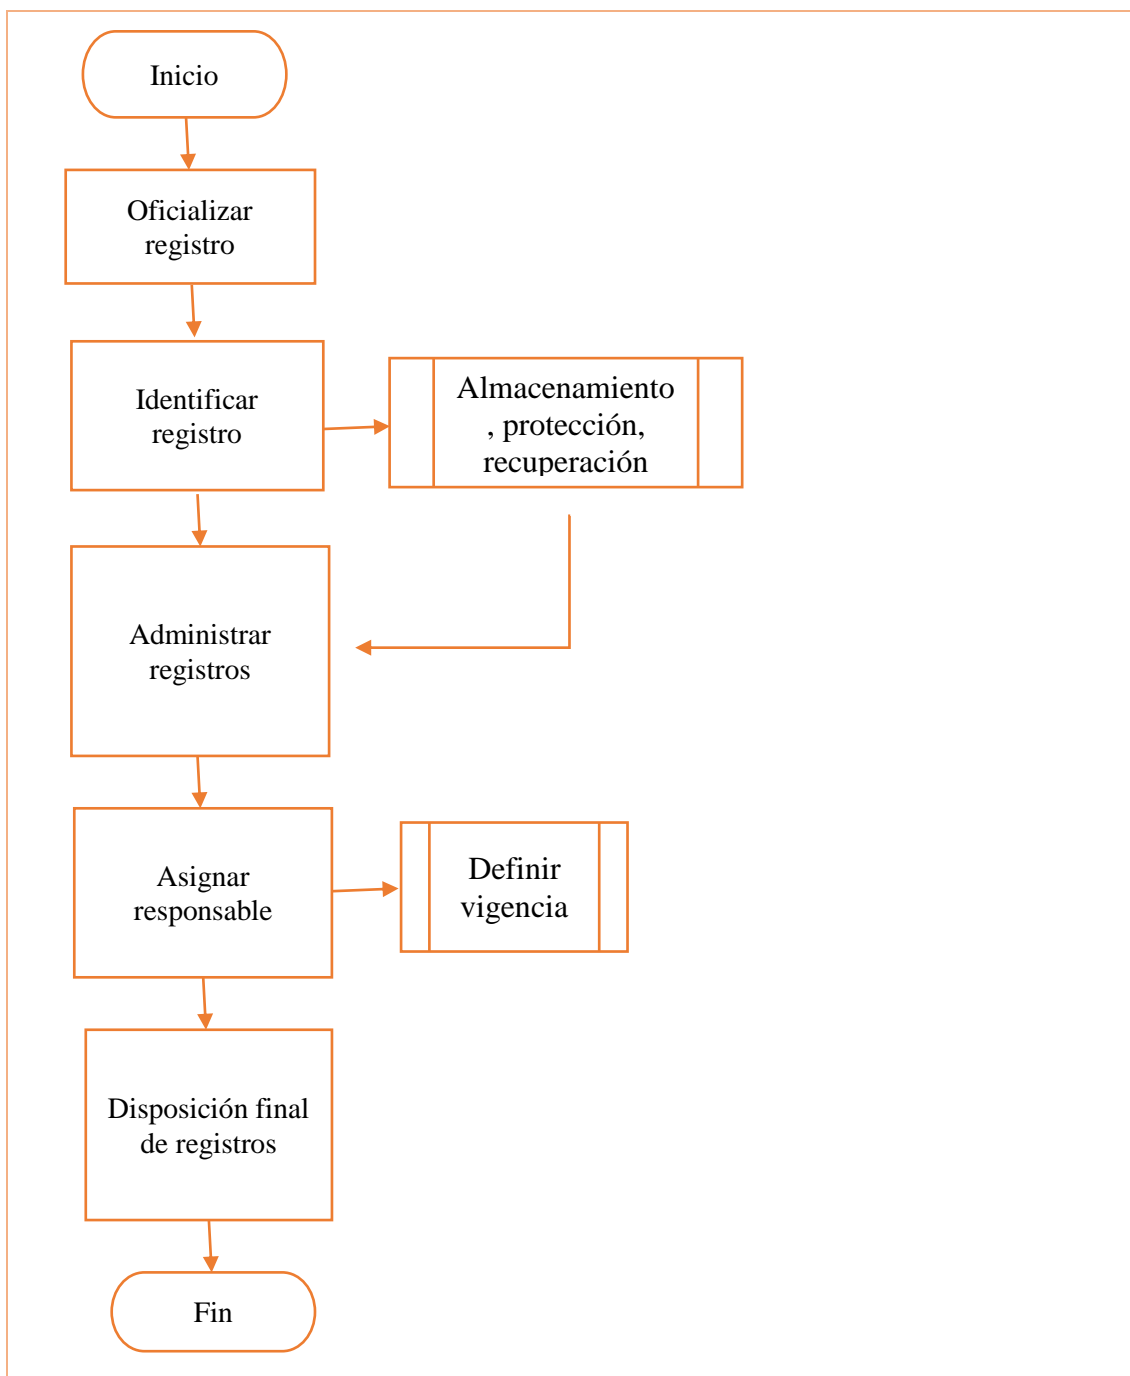 Inicio
Oficializar
registro
Identificar
registro
Almacenamiento
, protección,
recuperación
Administrar
registros
Asignar
responsable
Definir
vigencia
Disposición final
de registros
Fin